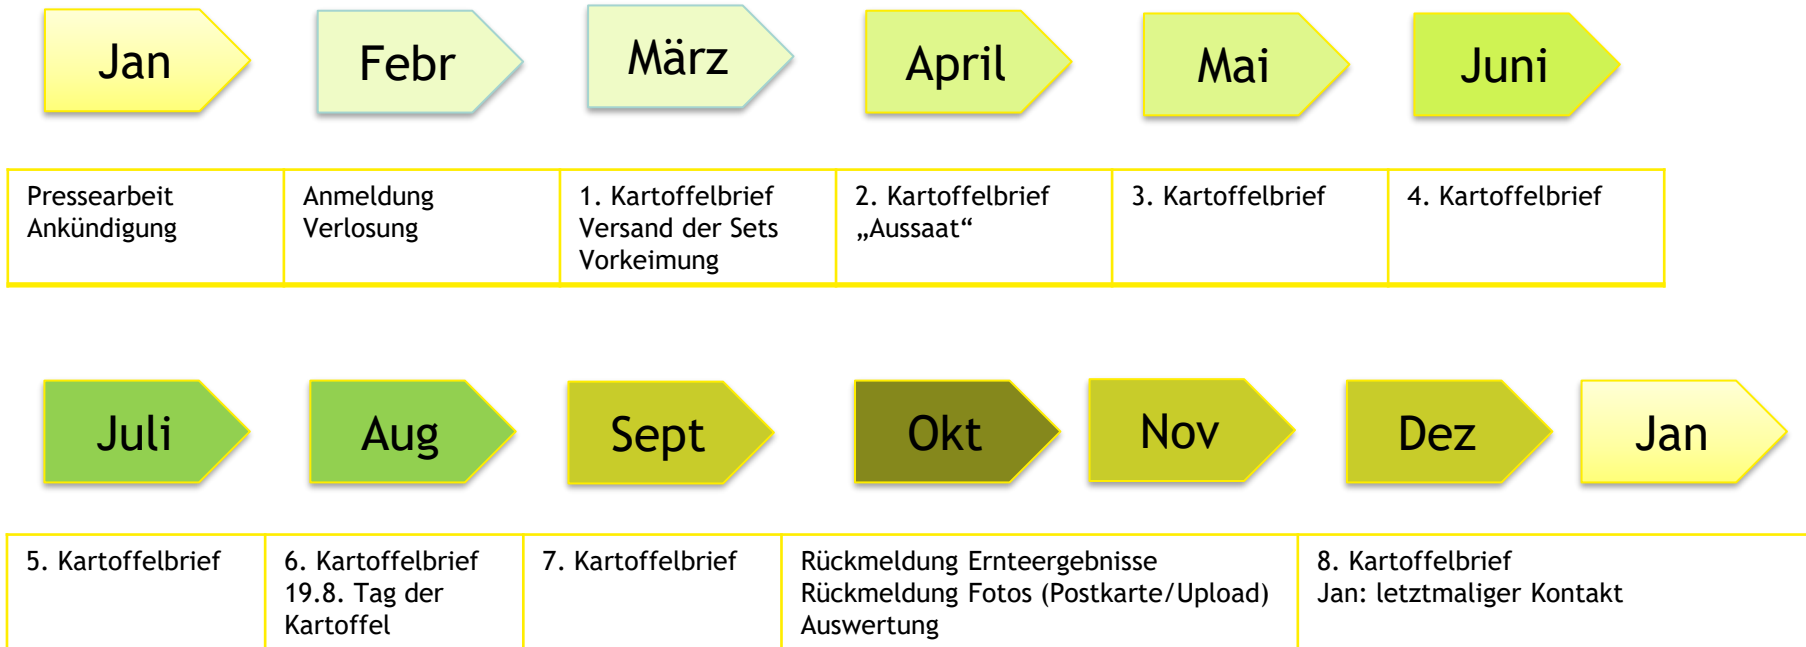 Jan
Febr
März
April
Mai
Juni
Pressearbeit
Ankündigung
Anmeldung
Verlosung
1. Kartoffelbrief
Versand der Sets
Vorkeimung
2. Kartoffelbrief
„Aussaat“
3. Kartoffelbrief
4. Kartoffelbrief
Juli
Aug
Sept
Okt
Nov
Dez
Jan
5. Kartoffelbrief
6. Kartoffelbrief
19.8. Tag der
Kartoffel
7. Kartoffelbrief
Rückmeldung Ernteergebnisse
Rückmeldung Fotos (Postkarte/Upload)
Auswertung
8. Kartoffelbrief
Jan: letztmaliger Kontakt